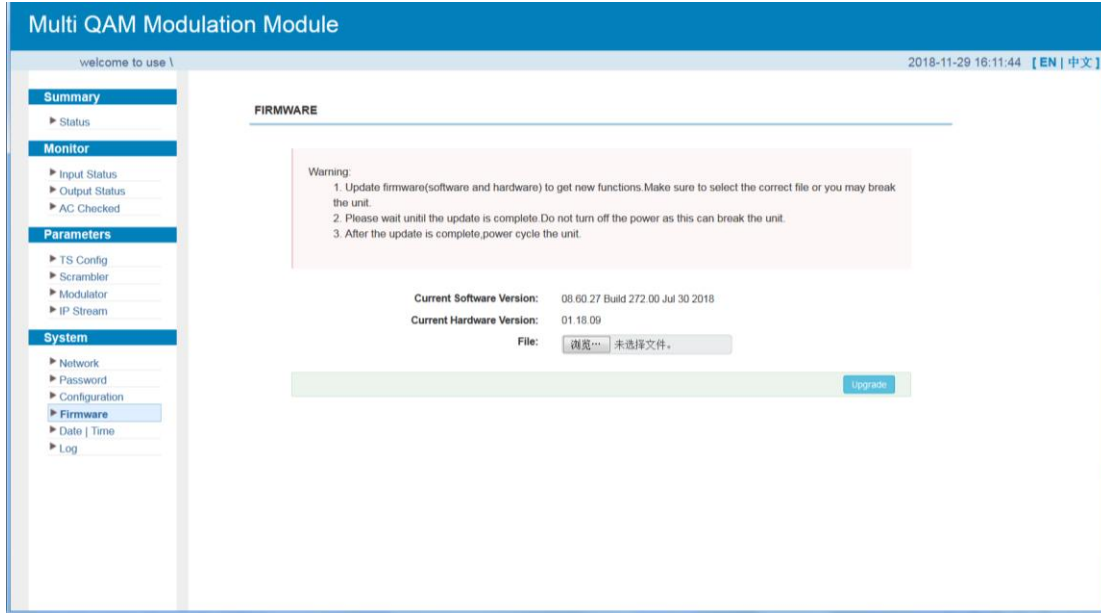 Multi QAM Modulation Module
welcome to use \
2018-11-29 16:11:44 [ EN | 中文 ]
Summary
Status
Monitor
Input Status
Output Status
AC Checked
Parameters
TS Config
Scrambler
Modulator
IP Stream
System
Network
Password
Configuration
Firmware
Date | Time
Log
FIRMWARE
Warning:
1. Update firmware(software and hardware) to get new functions.Make sure to select the correct file or you may break
the unit.
2. Please wait unitil the update is complete.Do not turn off the power as this can break the unit.
3. After the update is complete,power cycle the unit.
Current Software Version: 08.60.27 Build 272.00 Jul 30 2018
Current Hardware Version: 01.18.09
File: 浏览… 未选择文件。
Upgrade